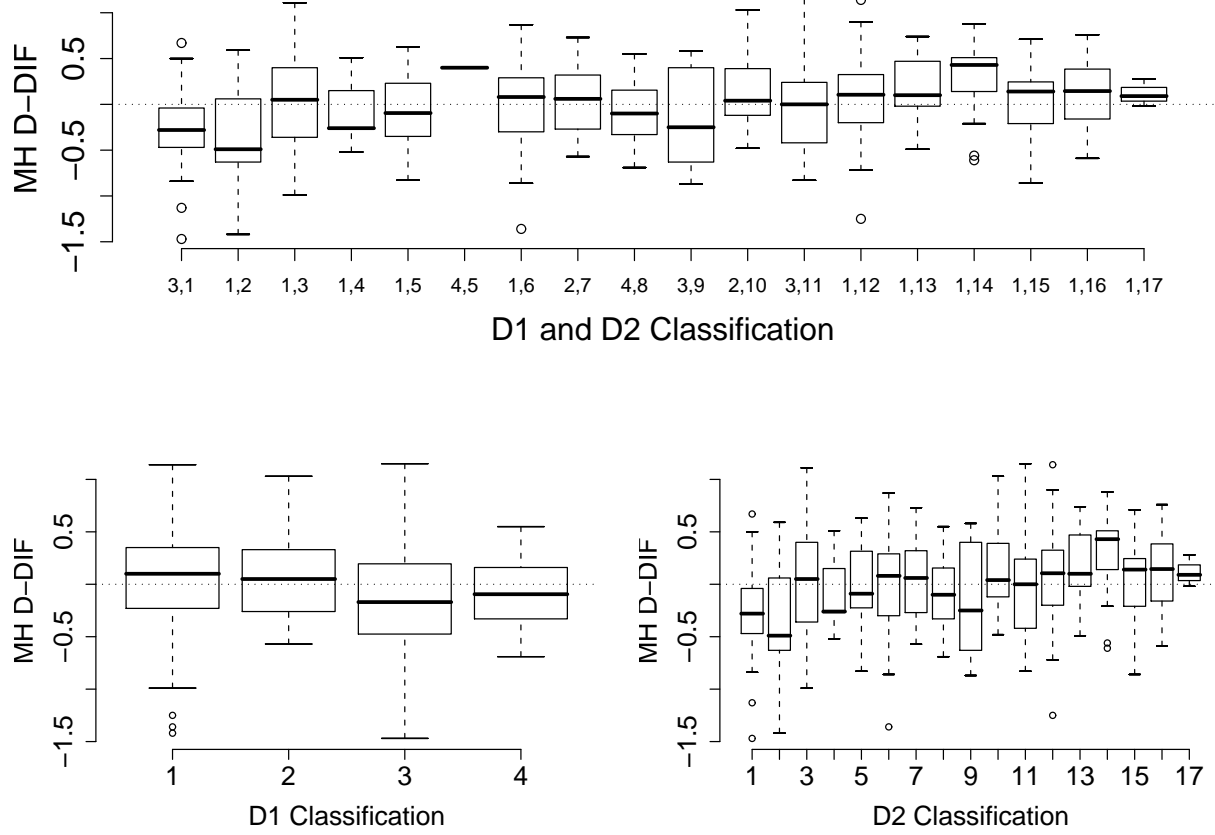 MH D−DIF
−1.5 −0.5 0.5
3,1 1,2 1,3 1,4 1,5 4,5 1,6 2,7 4,8 3,9 2,10 3,11 1,12 1,13 1,14 1,15 1,16 1,17
D1 and D2 Classification
MH D−DIF
−1.5 −0.5 0.5
1 2 3 4
D1 Classification
MH D−DIF
−1.5 −0.5 0.5
1 3 5 7 9 11 13 15 17
D2 Classification